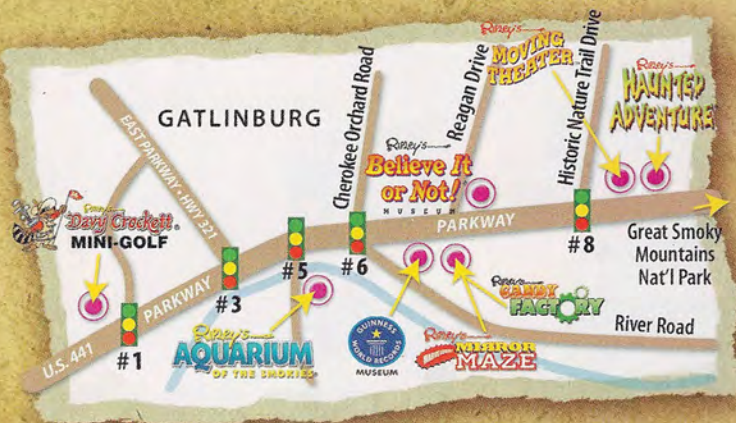 GATLINBURG
EAST PARKWAY • HWY 321
Cherokee Orchard Road
Reagan Drive
Historic Nature Trail Drive
Ripley's
MOVING
THEATER
Ripley's
HAUNTED
ADVENTURE
Ripley's
Believe It
or Not!
MUSEUM
Ripley's
Davy Crockett
MINI-GOLF
U.S. 441
PARKWAY
PARKWAY
#1
#3
#5
#6
#8
Great Smoky
Mountains
Nat'l Park
River Road
Ripley's
AQUARIUM
OF THE SMOKIES
GUINNESS
WORLD RECORDS
MUSEUM
Ripley's
MIRROR
MAZE
Ripley's
CANDY
FACTORY